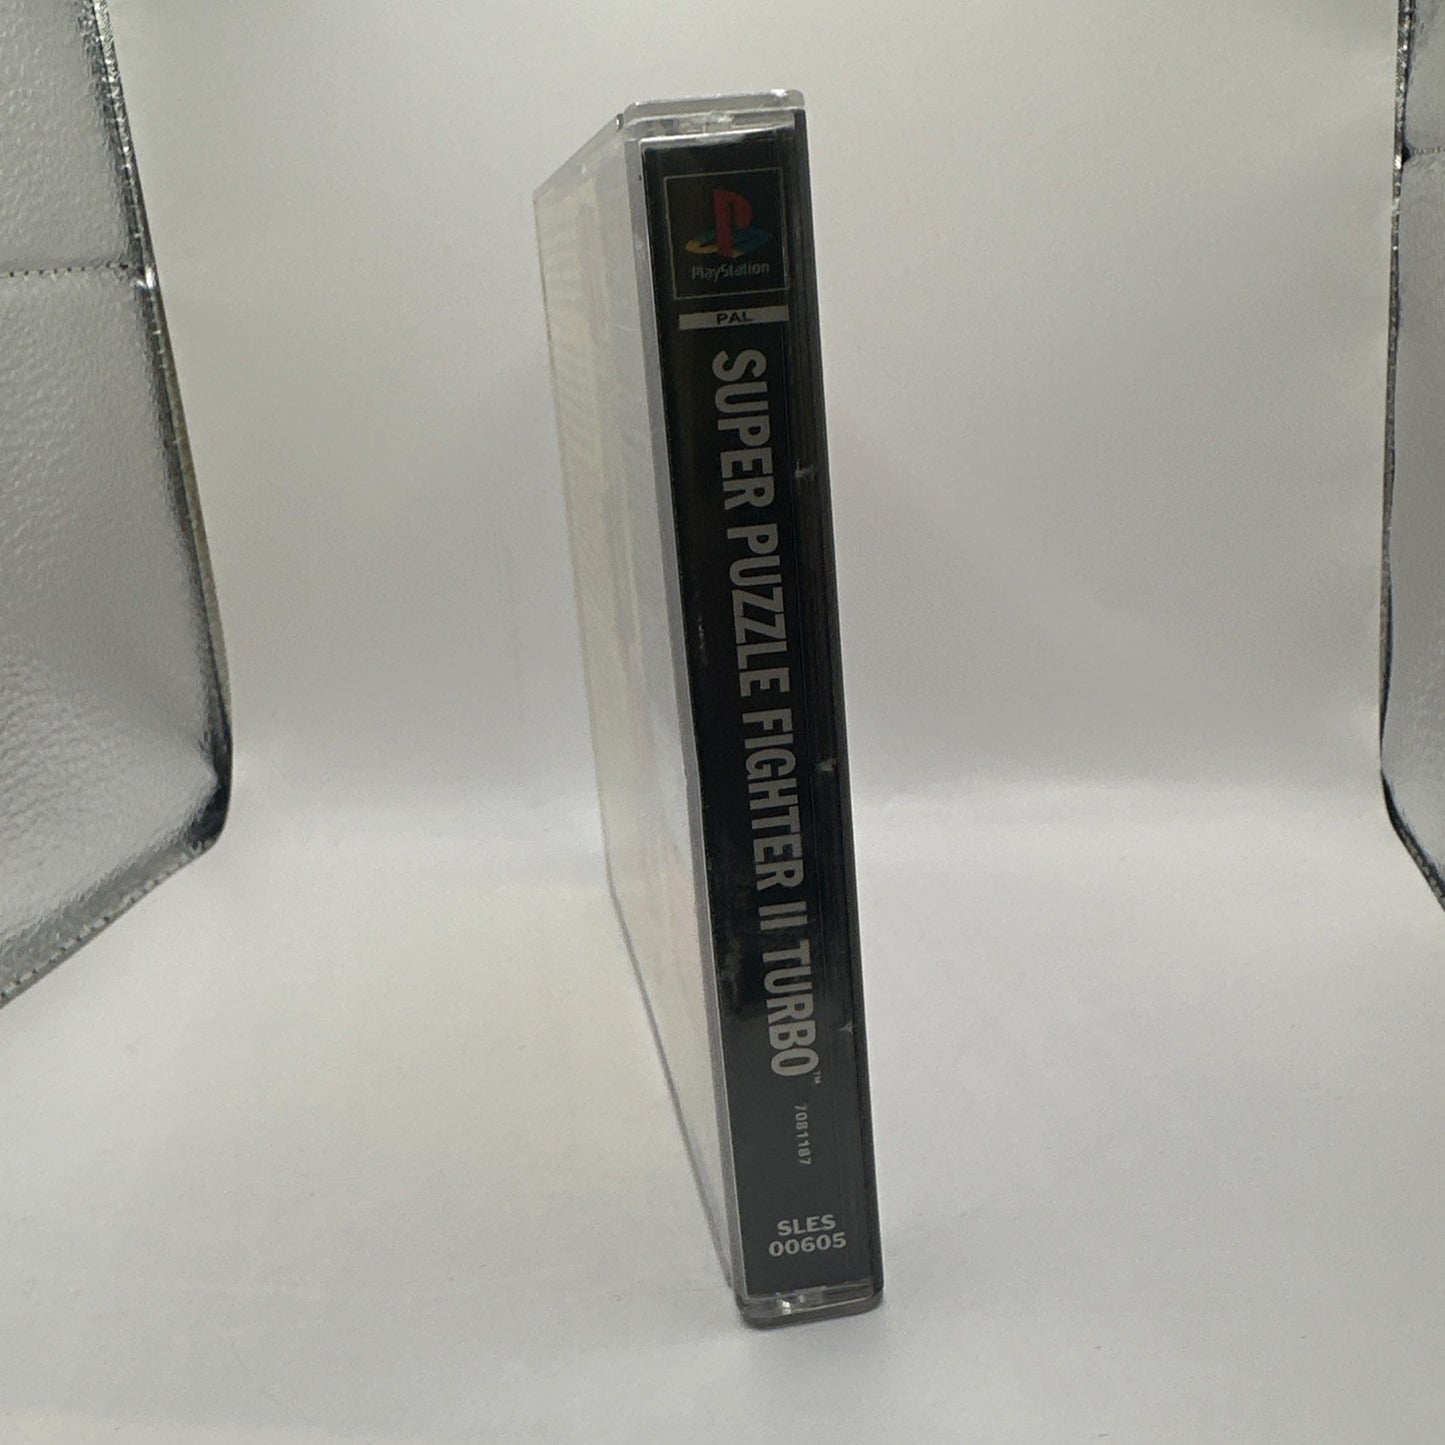 PlayStation
PAL
SUPER PUZZLE FIGHTER II TURBO™
7081187
SLES
00605